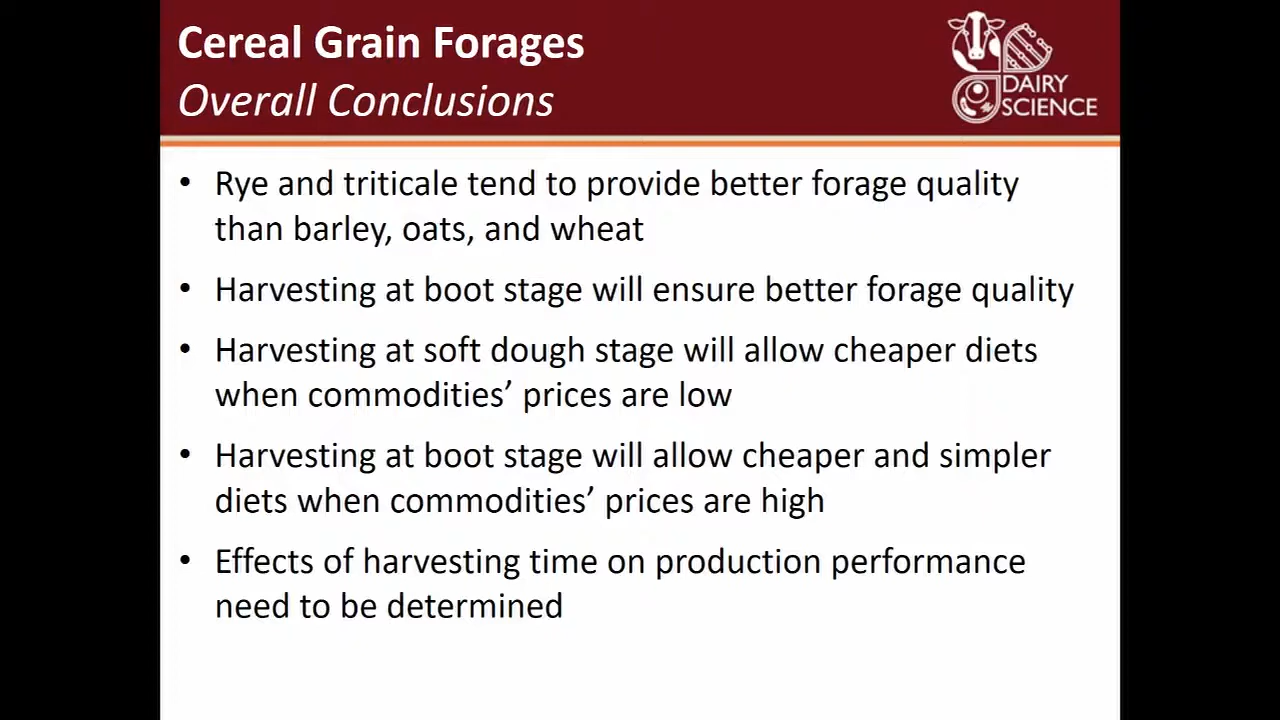 Cereal Grain Forages
Overall Conclusions
DAIRY
SCIENCE
• Rye and triticale tend to provide better forage quality
than barley, oats, and wheat
• Harvesting at boot stage will ensure better forage quality
• Harvesting at soft dough stage will allow cheaper diets
when commodities’ prices are low
• Harvesting at boot stage will allow cheaper and simpler
diets when commodities’ prices are high
• Effects of harvesting time on production performance
need to be determined